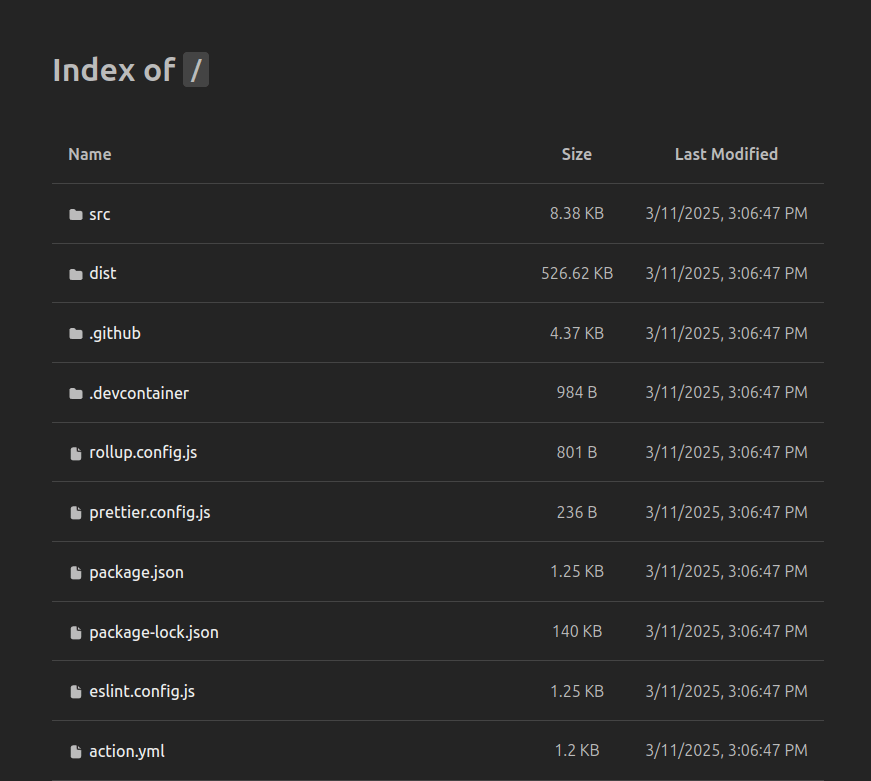 Index of /
Name Size Last Modified
src 8.38 KB 3/11/2025, 3:06:47 PM
dist 526.62 KB 3/11/2025, 3:06:47 PM
.github 4.37 KB 3/11/2025, 3:06:47 PM
.devcontainer 984 B 3/11/2025, 3:06:47 PM
rollup.config.js 801 B 3/11/2025, 3:06:47 PM
prettier.config.js 236 B 3/11/2025, 3:06:47 PM
package.json 1.25 KB 3/11/2025, 3:06:47 PM
package-lock.json 140 KB 3/11/2025, 3:06:47 PM
eslint.config.js 1.25 KB 3/11/2025, 3:06:47 PM
action.yml 1.2 KB 3/11/2025, 3:06:47 PM